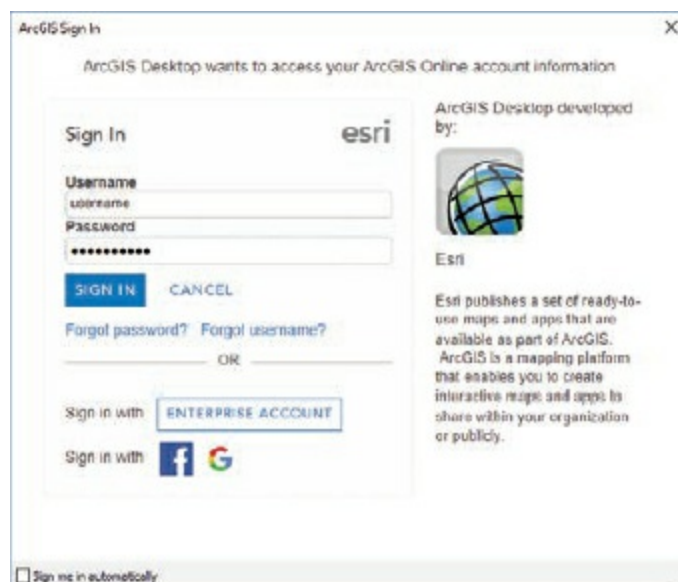 ArcGIS Sign In
ArcGIS Desktop wants to access your ArcGIS Online account information
Sign In
esri
Username
username
Password
••••••••••
SIGN IN
CANCEL
Forgot password? Forgot username?
OR
Sign in with ENTERPRISE ACCOUNT
Sign in with f G
ArcGIS Desktop developed
by:
Esri
Esri publishes a set of ready-to-
use maps and apps that are
available as part of ArcGIS.
ArcGIS is a mapping platform
that enables you to create
interactive maps and apps to
share within your organization
or publicly.
Sign me in automatically